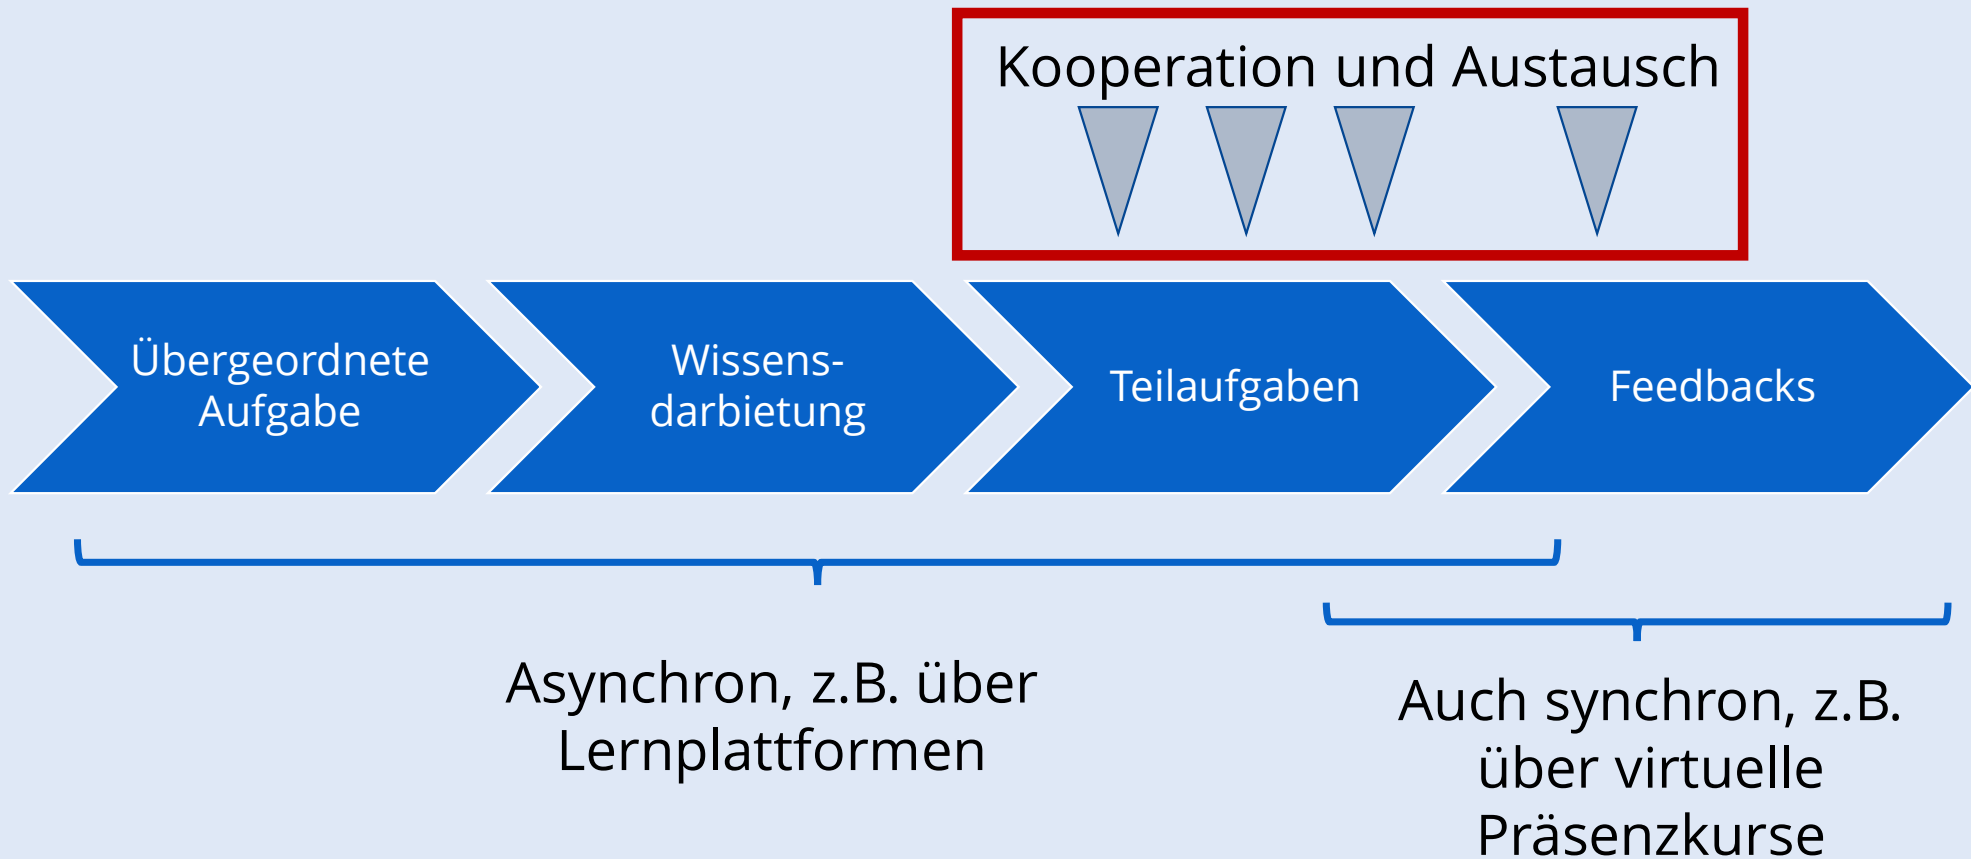 Kooperation und Austausch
Übergeordnete
Aufgabe
Wissens-
darbietung
Teilaufgaben
Feedbacks
Asynchron, z.B. über
Lernplattformen
Auch synchron, z.B.
über virtuelle
Präsenzkurse